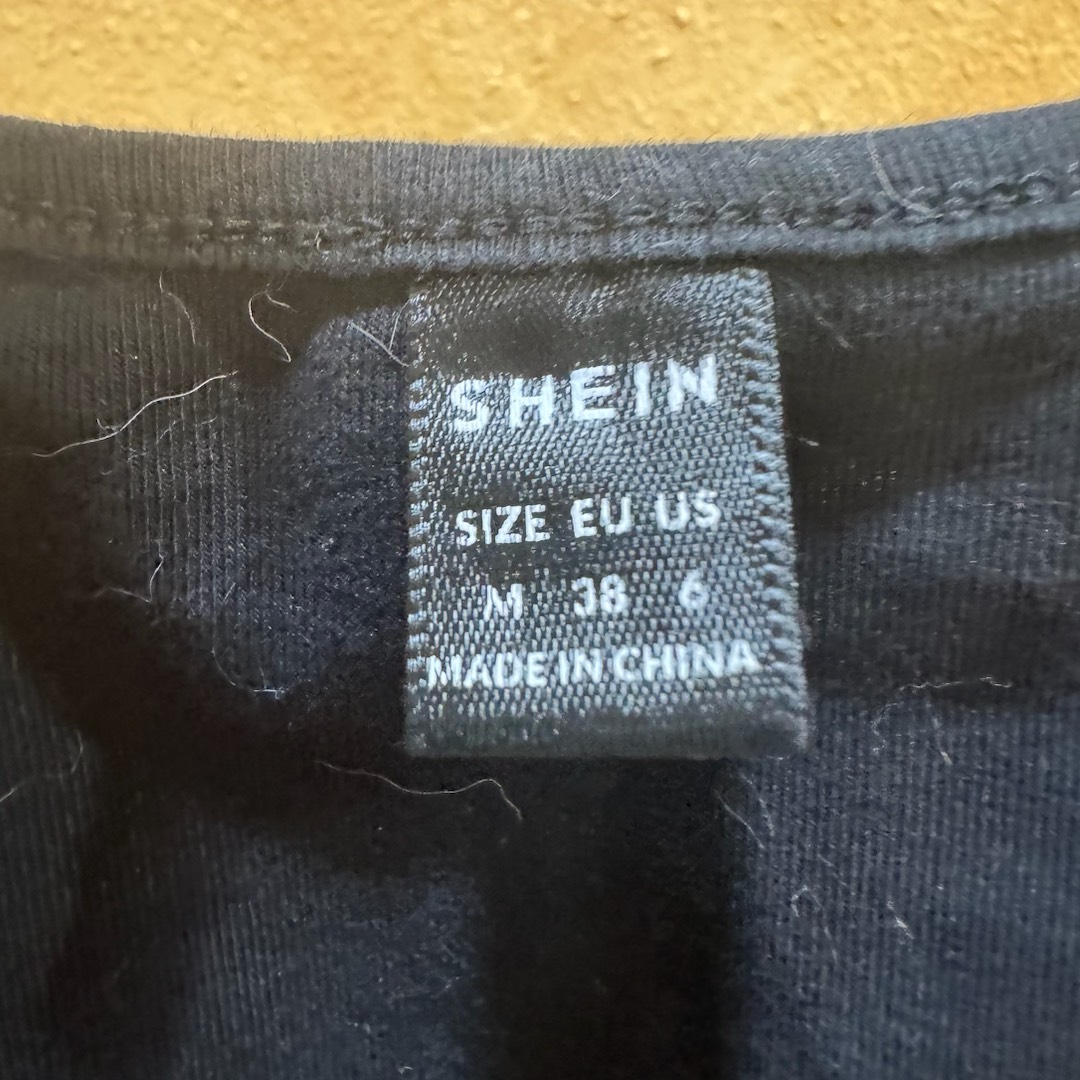 SHEIN
SIZE EU US
M 38 6
MADE IN CHINA